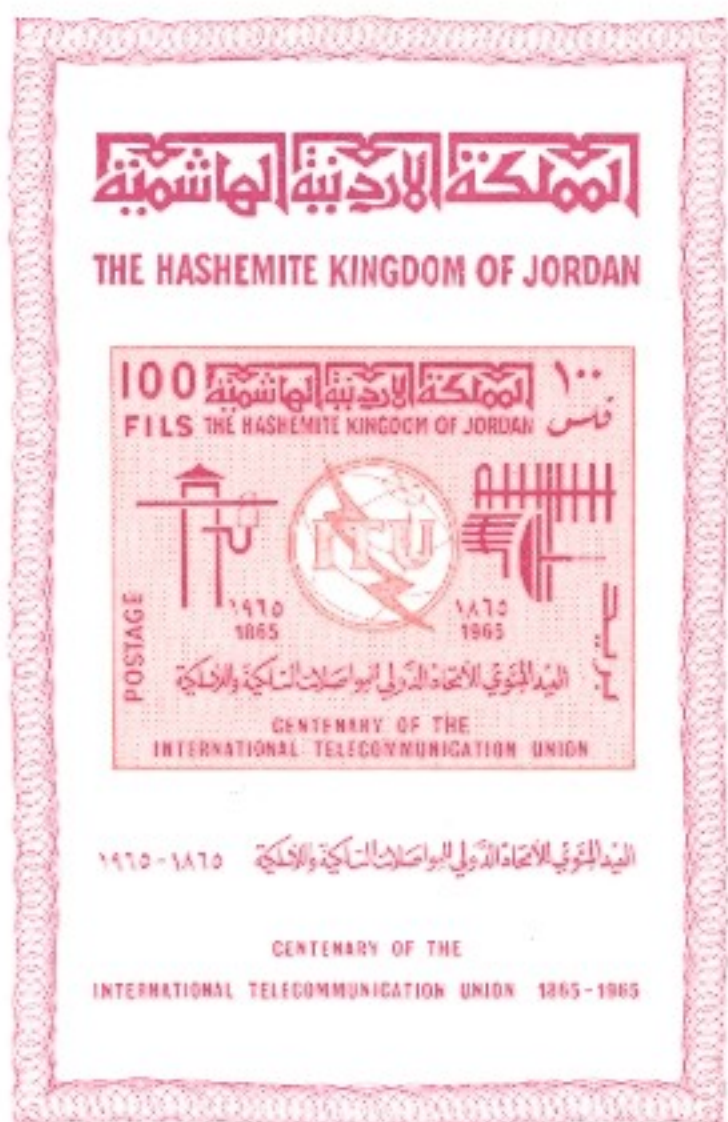 المملكة الاردنية الهاشمية
THE HASHEMITE KINGDOM OF JORDAN
100 المملكة الاردنية الهاشمية ١٠٠
FILS THE HASHEMITE KINGDOM OF JORDAN فلس
ITU
١٩٦٥ ١٨٦٥
1865 1965
POSTAGE
بريد
العيد المئوي للاتحاد الدولي للمواصلات السلكية واللاسلكية
CENTENARY OF THE
INTERNATIONAL TELECOMMUNICATION UNION
العيد المئوي للاتحاد الدولي للمواصلات السلكية واللاسلكية ١٨٦٥-١٩٦٥
CENTENARY OF THE
INTERNATIONAL TELECOMMUNICATION UNION 1865-1965